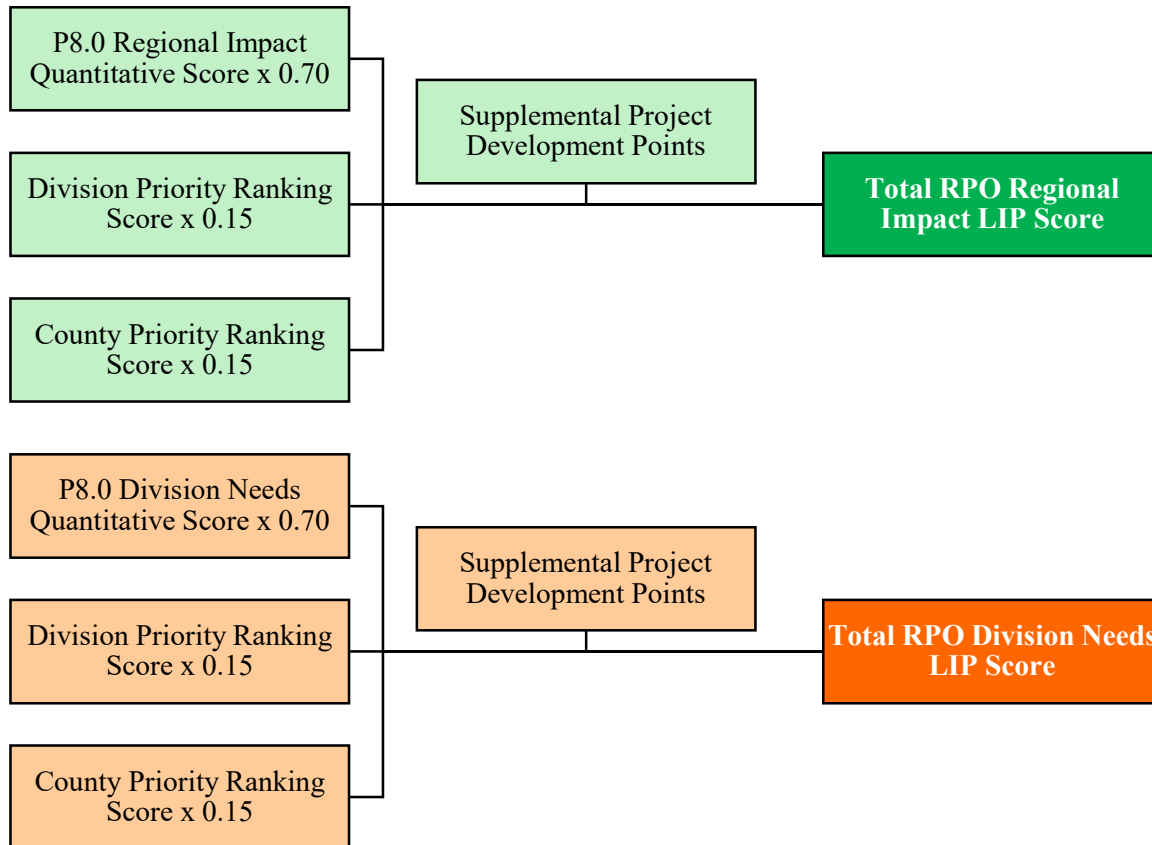 P8.0 Regional Impact
Quantitative Score x 0.70
Supplemental Project
Development Points
Division Priority Ranking
Score x 0.15
Total RPO Regional
Impact LIP Score
County Priority Ranking
Score x 0.15
P8.0 Division Needs
Quantitative Score x 0.70
Supplemental Project
Development Points
Division Priority Ranking
Score x 0.15
Total RPO Division Needs
LIP Score
County Priority Ranking
Score x 0.15